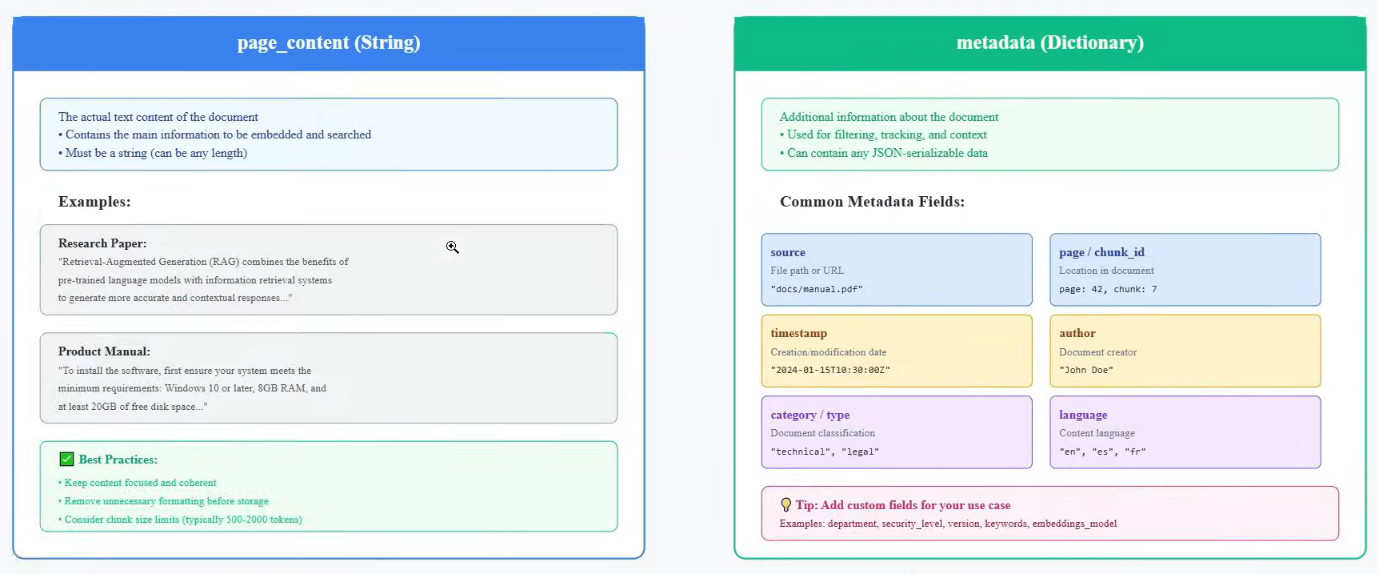 page_content (String)
The actual text content of the document
• Contains the main information to be embedded and searched
• Must be a string (can be any length)
Examples:
Research Paper:
"Retrieval-Augmented Generation (RAG) combines the benefits of
pre-trained language models with information retrieval systems
to generate more accurate and contextual responses..."
Product Manual:
"To install the software, first ensure your system meets the
minimum requirements: Windows 10 or later, 8GB RAM, and
at least 20GB of free disk space..."
✅ Best Practices:
• Keep content focused and coherent
• Remove unnecessary formatting before storage
• Consider chunk size limits (typically 500-2000 tokens)
metadata (Dictionary)
Additional information about the document
• Used for filtering, tracking, and context
• Can contain any JSON-serializable data
Common Metadata Fields:
source
File path or URL
"docs/manual.pdf"
page / chunk_id
Location in document
page: 42, chunk: 7
timestamp
Creation/modification date
"2024-01-15T10:30:00Z"
author
Document creator
"John Doe"
category / type
Document classification
"technical", "legal"
language
Content language
"en", "es", "fr"
💡 Tip: Add custom fields for your use case
Examples: department, security_level, version, keywords, embeddings_model